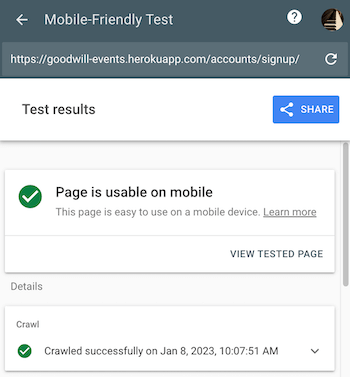 Mobile-Friendly Test
https://goodwill-events.herokuapp.com/accounts/signup/
Test results
SHARE
Page is usable on mobile
This page is easy to use on a mobile device. Learn more
VIEW TESTED PAGE
Details
Crawl
Crawled successfully on Jan 8, 2023, 10:07:51 AM